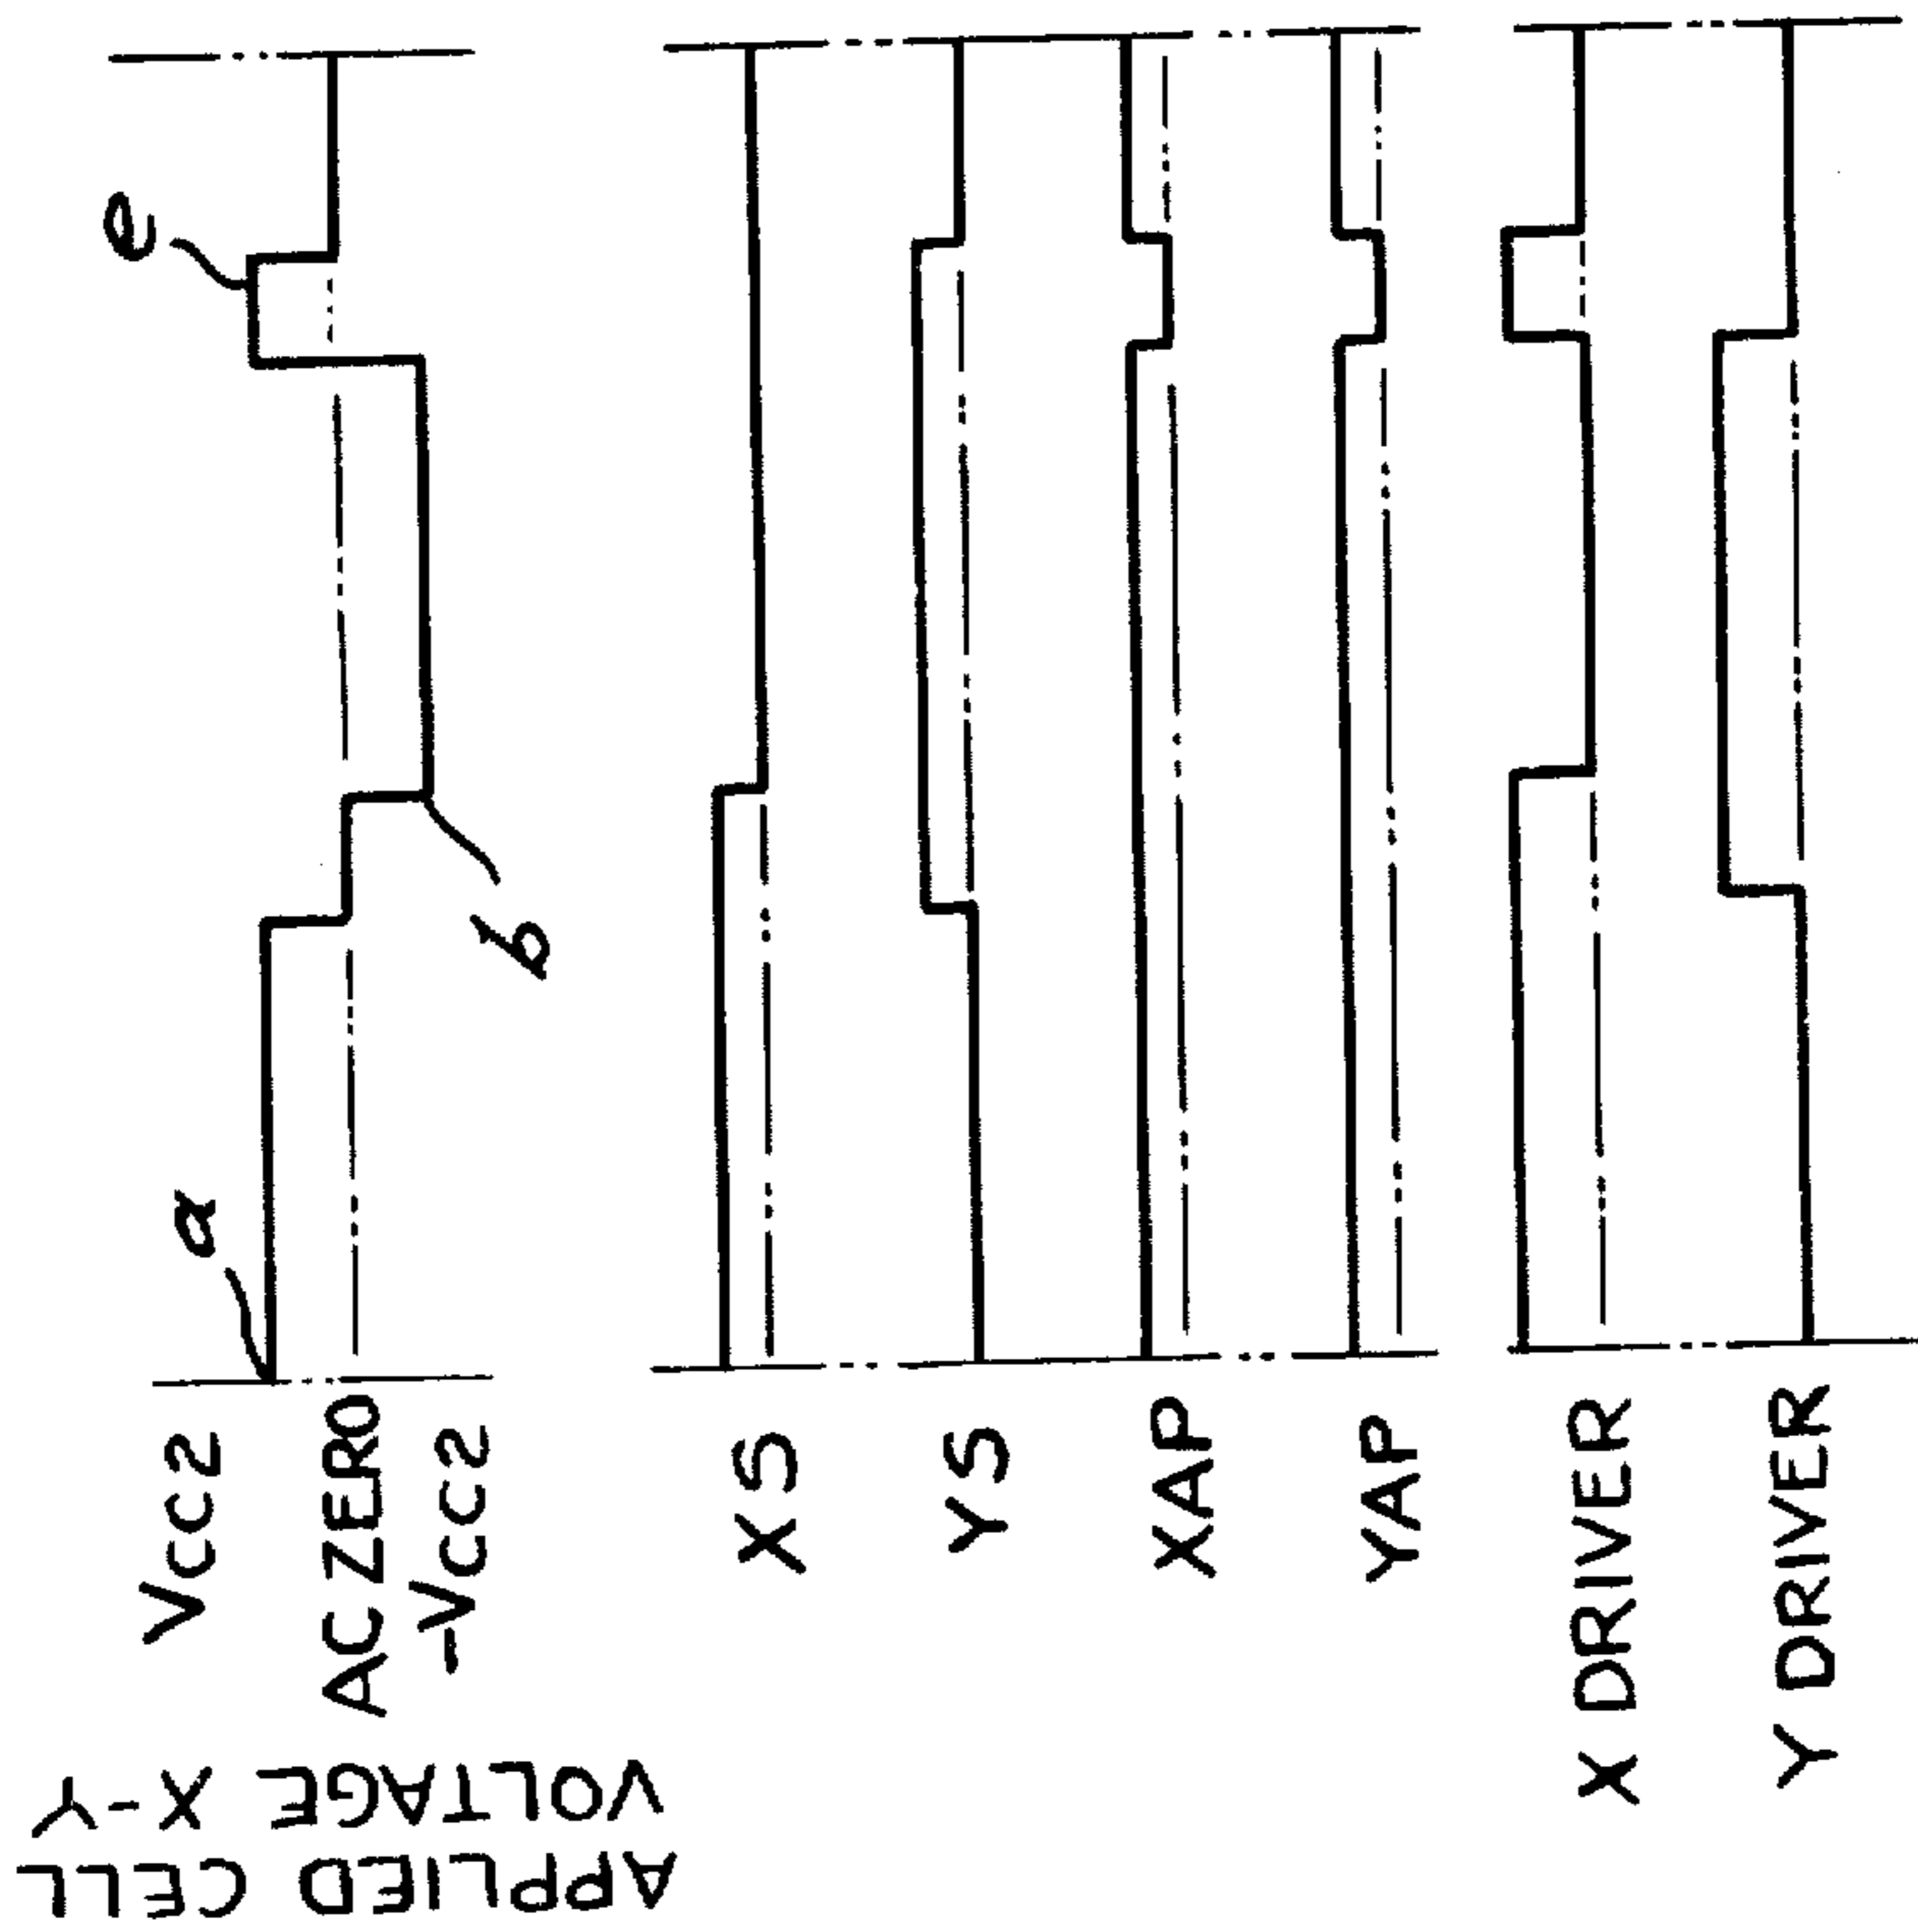 APPLIED CELL
VOLTAGE X-Y
VCC2
AC ZERO
-VCC2
a
b
e
XS
YS
XAP
YAP
X DRIVER
Y DRIVER